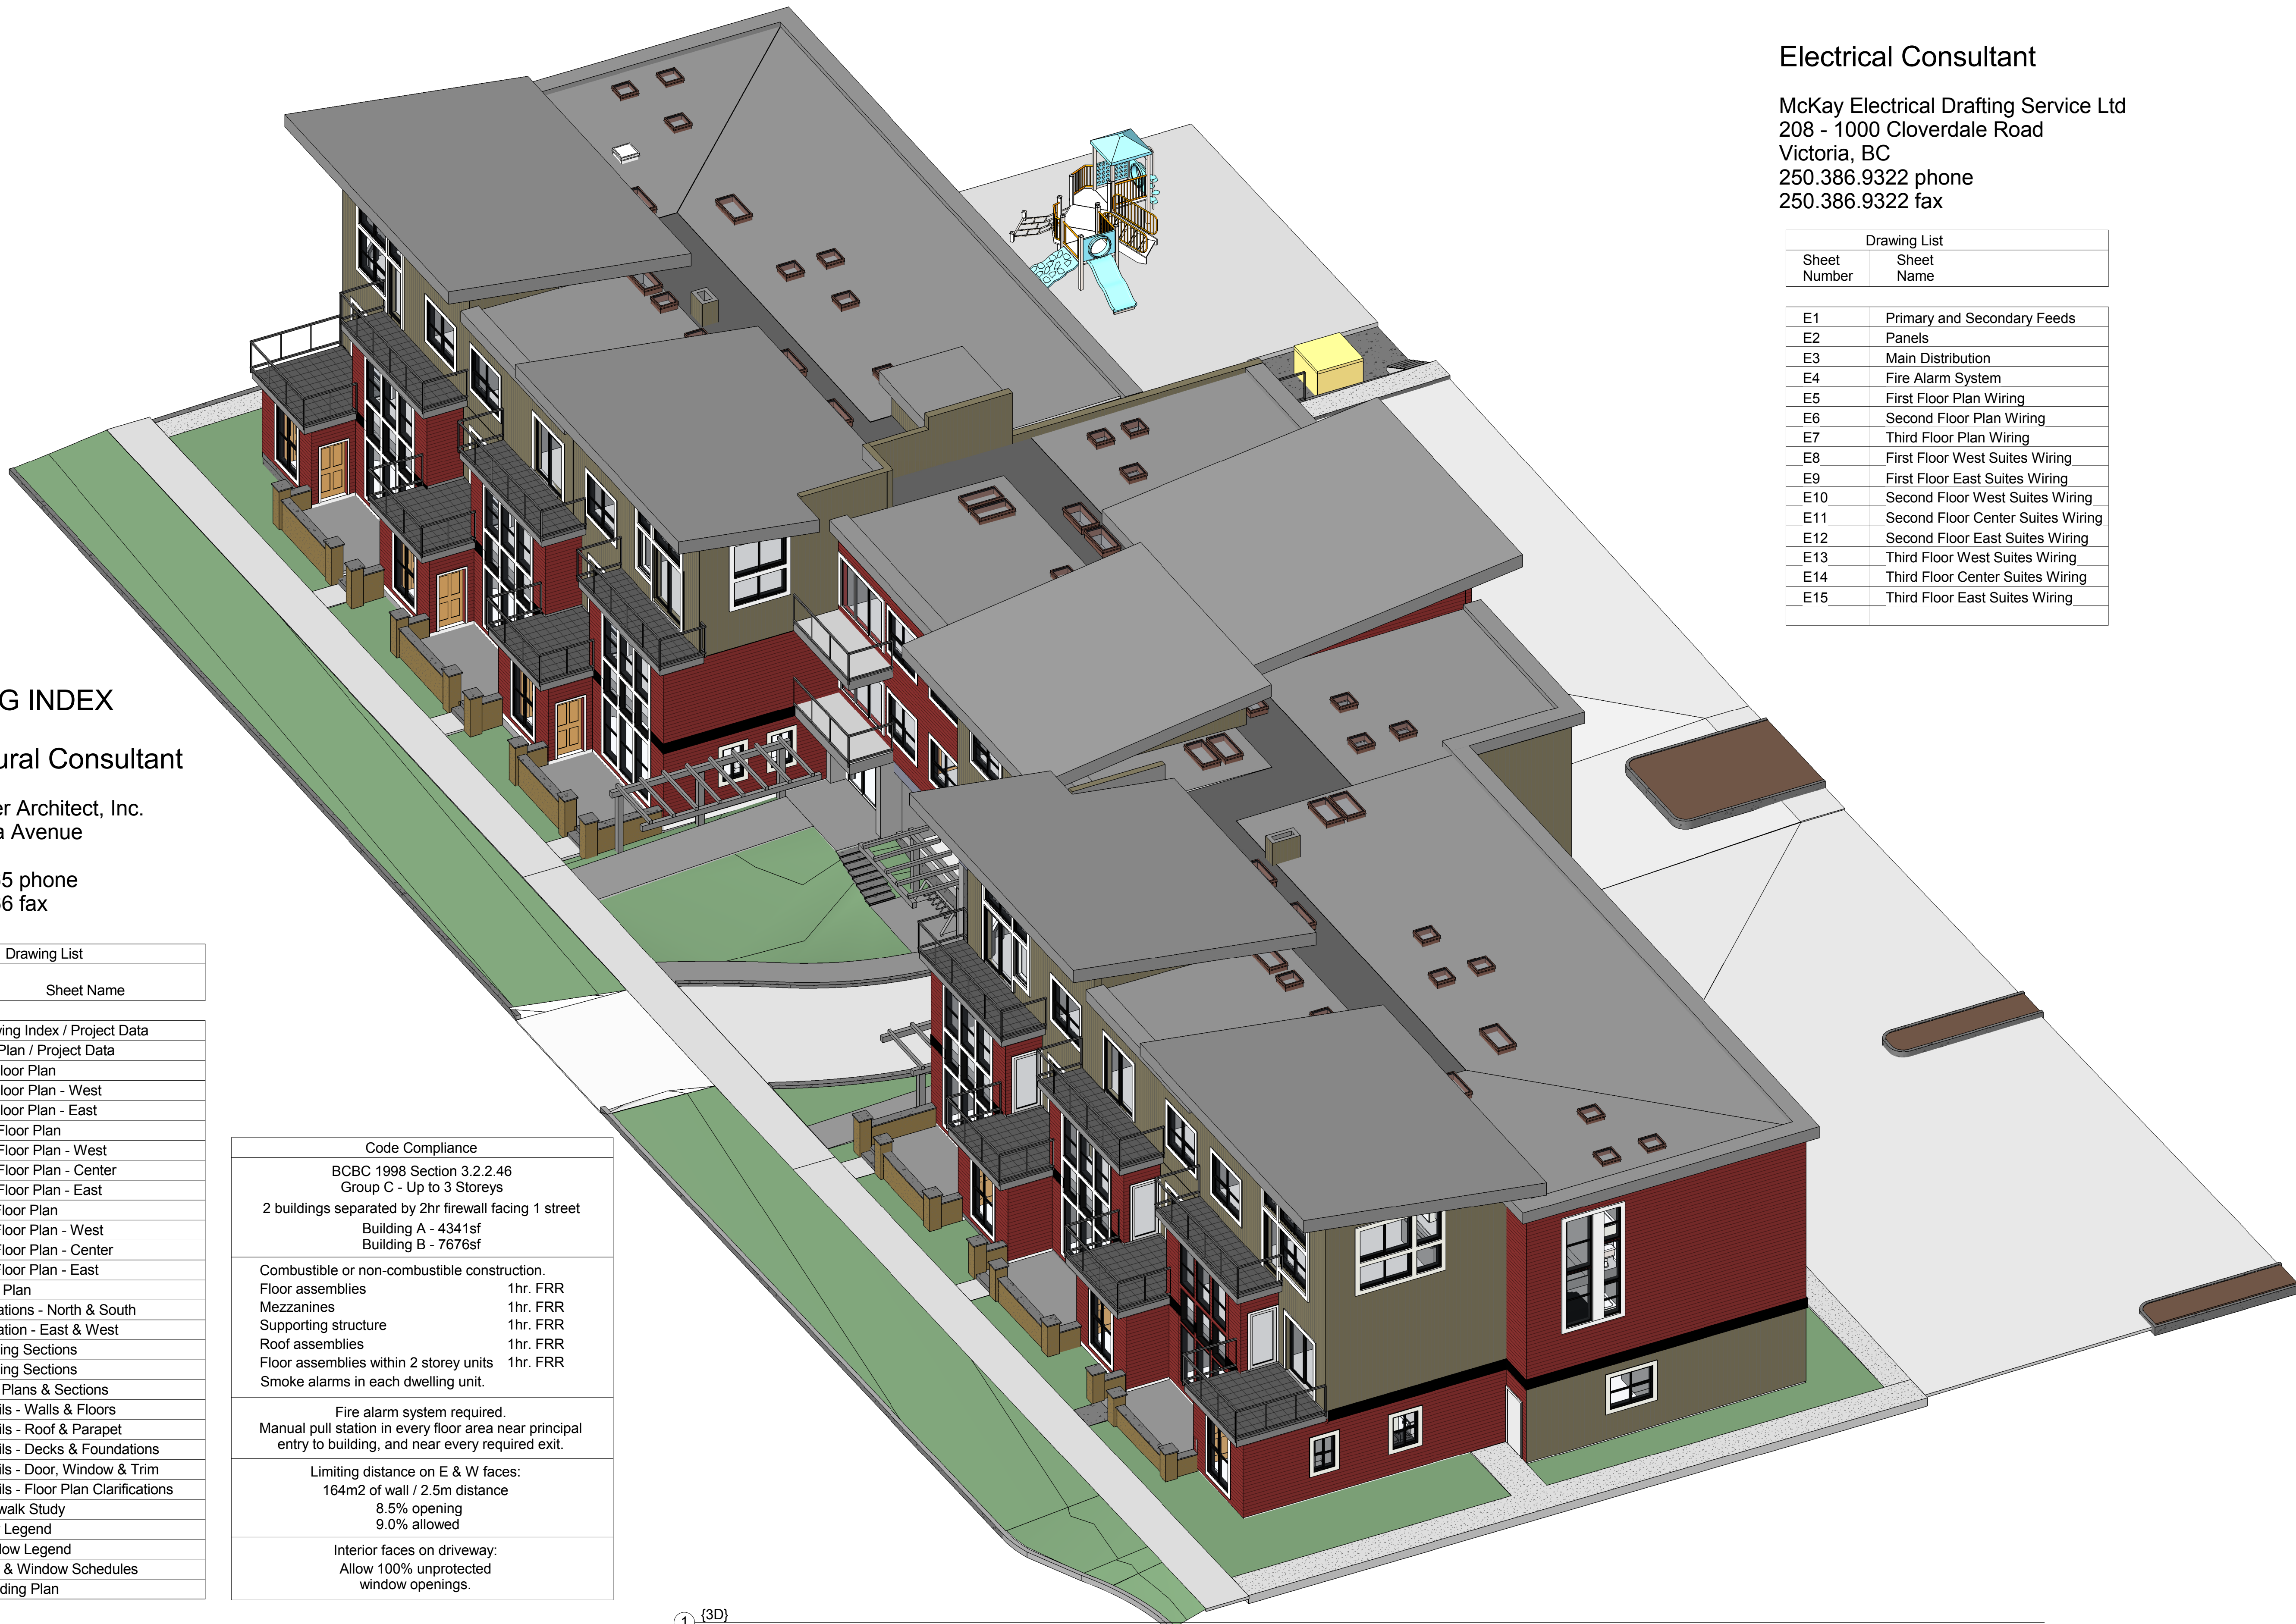 Electrical Consultant
McKay Electrical Drafting Service Ltd
208 - 1000 Cloverdale Road
Victoria, BC
250.386.9322 phone
250.386.9322 fax
Drawing List
Sheet Number Sheet Name
E1 Primary and Secondary Feeds
E2 Panels
E3 Main Distribution
E4 Fire Alarm System
E5 First Floor Plan Wiring
E6 Second Floor Plan Wiring
E7 Third Floor Plan Wiring
E8 First Floor West Suites Wiring
E9 First Floor East Suites Wiring
E10 Second Floor West Suites Wiring
E11 Second Floor Center Suites Wiring
E12 Second Floor East Suites Wiring
E13 Third Floor West Suites Wiring
E14 Third Floor Center Suites Wiring
E15 Third Floor East Suites Wiring
G INDEX
ural Consultant
er Architect, Inc.
a Avenue
5 phone
6 fax
Drawing List
Sheet Name
ving Index / Project Data
Plan / Project Data
loor Plan
loor Plan - West
loor Plan - East
Floor Plan
Floor Plan - West
Floor Plan - Center
Floor Plan - East
Floor Plan
Floor Plan - West
Floor Plan - Center
Floor Plan - East
Plan
ations - North & South
ation - East & West
ing Sections
ing Sections
Plans & Sections
ils - Walls & Floors
ils - Roof & Parapet
ils - Decks & Foundations
ils - Door, Window & Trim
ils - Floor Plan Clarifications
walk Study
Legend
low Legend
& Window Schedules
ding Plan
Code Compliance
BCBC 1998 Section 3.2.2.46
Group C - Up to 3 Storeys
2 buildings separated by 2hr firewall facing 1 street
Building A - 4341sf
Building B - 7676sf
Combustible or non-combustible construction.
Floor assemblies 1hr. FRR
Mezzanines 1hr. FRR
Supporting structure 1hr. FRR
Roof assemblies 1hr. FRR
Floor assemblies within 2 storey units 1hr. FRR
Smoke alarms in each dwelling unit.
Fire alarm system required.
Manual pull station in every floor area near principal
entry to building, and near every required exit.
Limiting distance on E & W faces:
164m2 of wall / 2.5m distance
8.5% opening
9.0% allowed
Interior faces on driveway:
Allow 100% unprotected
window openings.
1 {3D}